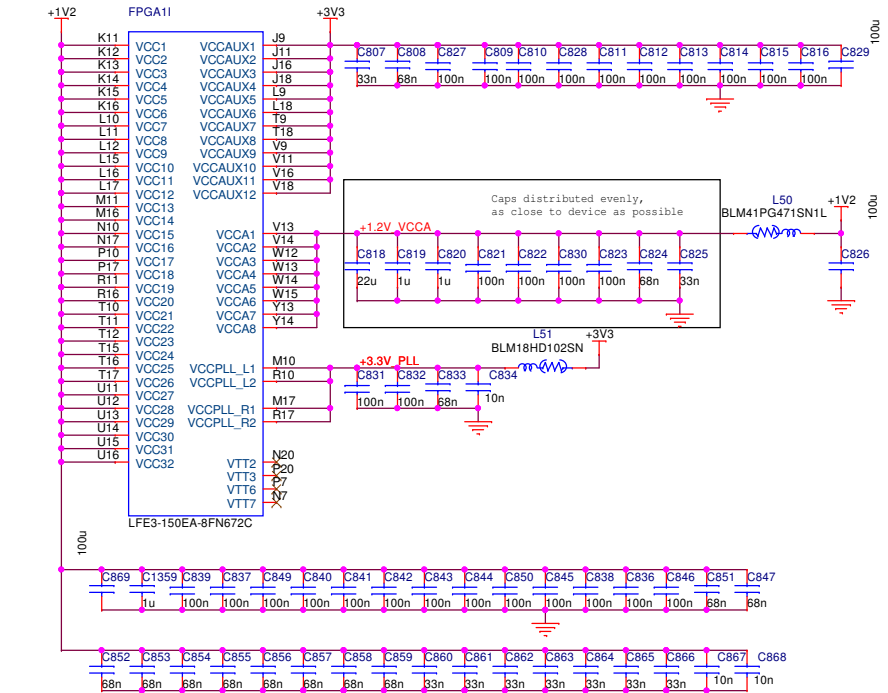 +1V2
FPGA1I
+3V3
K11 VCC1 VCCAUX1 J9
K12 VCC2 VCCAUX2 J11
K13 VCC3 VCCAUX3 J16
K14 VCC4 VCCAUX4 J18
K15 VCC5 VCCAUX5 L9
K16 VCC6 VCCAUX6 L18
L10 VCC7 VCCAUX7 T9
L11 VCC8 VCCAUX8 T18
L12 VCC9 VCCAUX9 V9
L15 VCC10 VCCAUX10 V11
L16 VCC11 VCCAUX11 V16
L17 VCC12 VCCAUX12 V18
M11 VCC13
M16 VCC14
N10 VCC15 VCCA1 V13
N17 VCC16 VCCA2 V14
P10 VCC17 VCCA3 W12
P17 VCC18 VCCA4 W13
R11 VCC19 VCCA5 W14
R16 VCC20 VCCA6 W15
T10 VCC21 VCCA7 Y13
T11 VCC22 VCCA8 Y14
T12 VCC23
T15 VCC24
T16 VCC25 VCCPLL_L1 M10
T17 VCC26 VCCPLL_L2 R10
U11 VCC27
U12 VCC28 VCCPLL_R1 M17
U13 VCC29 VCCPLL_R2 R17
U14 VCC30
U15 VCC31
U16 VCC32 VTT2 N20
VTT3 P20
VTT6 P7
VTT7 N7
LFE3-150EA-8FN672C
C807 C808 C827 C809 C810 C828 C811 C812 C813 C814 C815 C816 C829
33n 68n 100n 100n 100n 100n 100n 100n 100n 100n 100n 100n 100u
Caps distributed evenly,
as close to device as possible
L50
BLM41PG471SN1L
+1V2
100u
+1.2V_VCCA
C818 C819 C820 C821 C822 C830 C823 C824 C825 C826
22u 1u 1u 100n 100n 100n 100n 68n 33n
L51
BLM18HD102SN
+3V3
+3.3V_PLL
C831 C832 C833 C834
100n 100n 68n 10n
100u
C869 C1359 C839 C837 C849 C840 C841 C842 C843 C844 C850 C845 C838 C836 C846 C851 C847
1u 100n 100n 100n 100n 100n 100n 100n 100n 100n 100n 100n 100n 100n 68n 68n
C852 C853 C854 C855 C856 C857 C858 C859 C860 C861 C862 C863 C864 C865 C866 C867 C868
68n 68n 68n 68n 68n 68n 68n 68n 33n 33n 33n 33n 33n 33n 33n 10n 10n